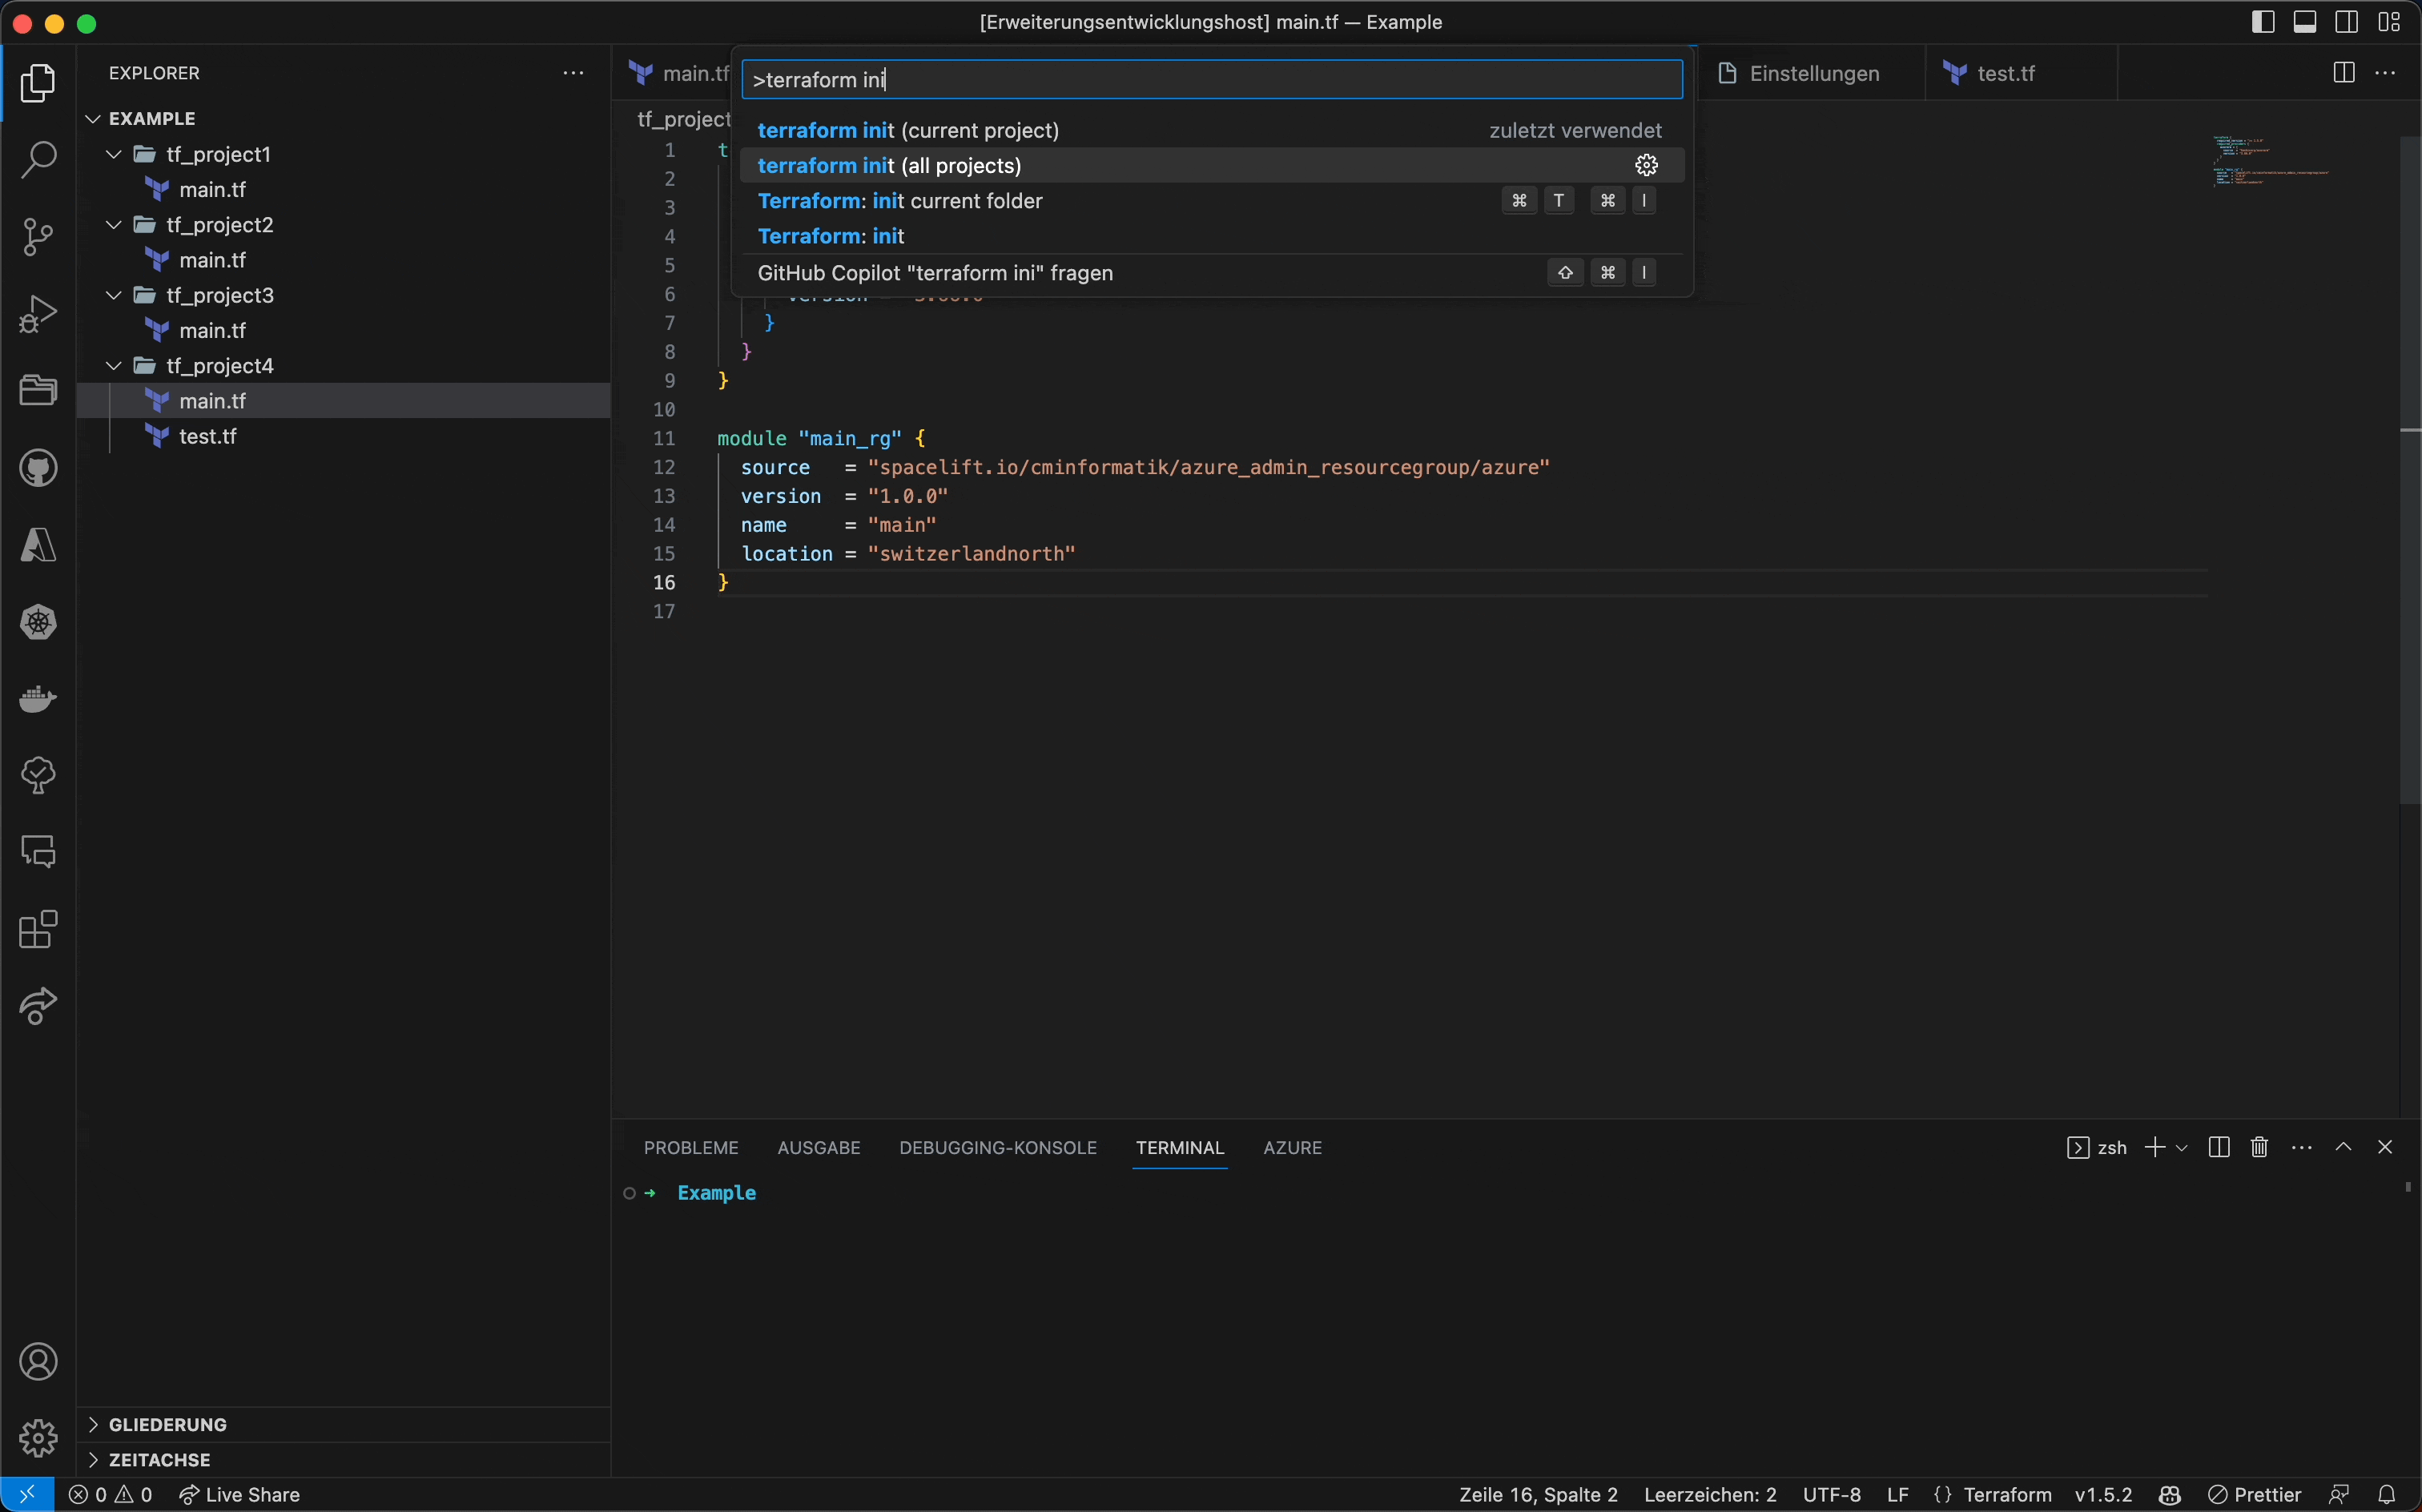 [Erweiterungsentwicklungshost] main.tf — Example
EXPLORER
EXAMPLE
tf_project1
main.tf
tf_project2
main.tf
tf_project3
main.tf
tf_project4
main.tf
test.tf
GLIEDERUNG
ZEITACHSE
main.tf
Einstellungen
test.tf
>terraform ini
terraform init (current project) zuletzt verwendet
terraform init (all projects)
Terraform: init current folder ⌘ T ⌘ I
Terraform: init
GitHub Copilot "terraform ini" fragen ⇧ ⌘ I
tf_project
1 t
2
3
4
5
6
7 }
8 }
9 }
10
11 module "main_rg" {
12 source = "spacelift.io/cminformatik/azure_admin_resourcegroup/azure"
13 version = "1.0.0"
14 name = "main"
15 location = "switzerlandnorth"
16 }
17
PROBLEME AUSGABE DEBUGGING-KONSOLE TERMINAL AZURE zsh
➜ Example
0 0 Live Share Zeile 16, Spalte 2 Leerzeichen: 2 UTF-8 LF {} Terraform v1.5.2 Prettier